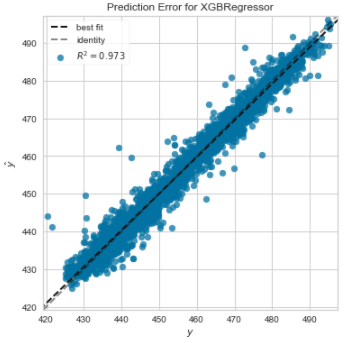 Prediction Error for XGBRegressor
best fit
identity
R² = 0.973
490
480
470
460
450
440
430
420
ŷ
420 430 440 450 460 470 480 490
y